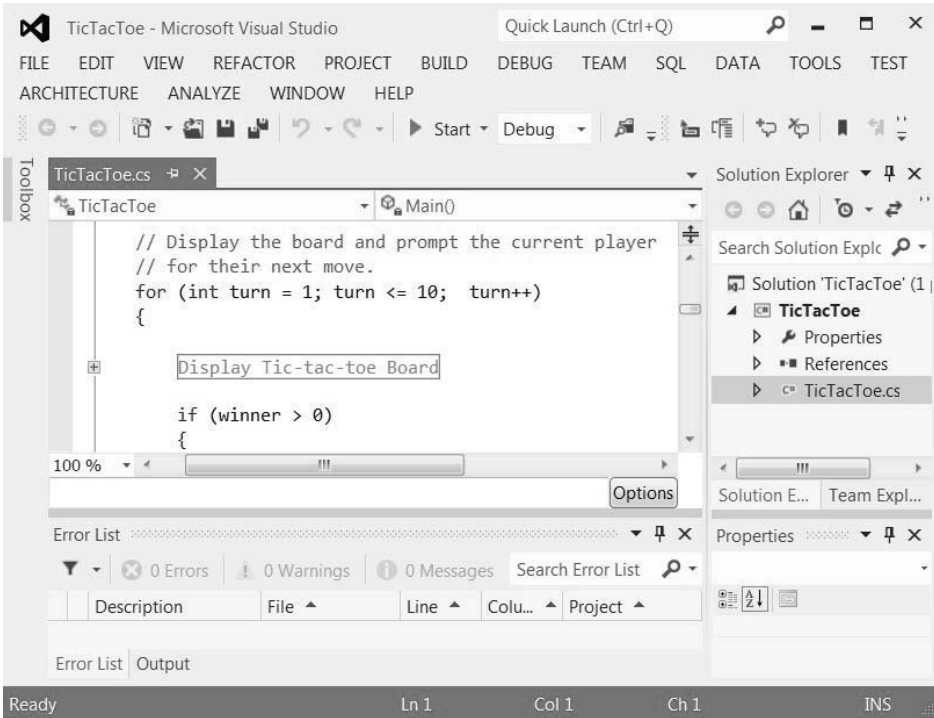 TicTacToe - Microsoft Visual Studio
Quick Launch (Ctrl+Q)
FILE EDIT VIEW REFACTOR PROJECT BUILD DEBUG TEAM SQL DATA TOOLS TEST
ARCHITECTURE ANALYZE WINDOW HELP
Start Debug
Toolbox
TicTacToe.cs
TicTacToe
Main()
// Display the board and prompt the current player
// for their next move.
for (int turn = 1; turn <= 10;  turn++)
{
Display Tic-tac-toe Board
if (winner > 0)
{
100 %
Options
Solution Explorer
Search Solution Explc
Solution 'TicTacToe' (1
C# TicTacToe
Properties
References
C# TicTacToe.cs
Solution E... Team Expl...
Error List
0 Errors 0 Warnings 0 Messages Search Error List
Description File Line Colu... Project
Error List Output
Properties
Ready Ln 1 Col 1 Ch 1 INS